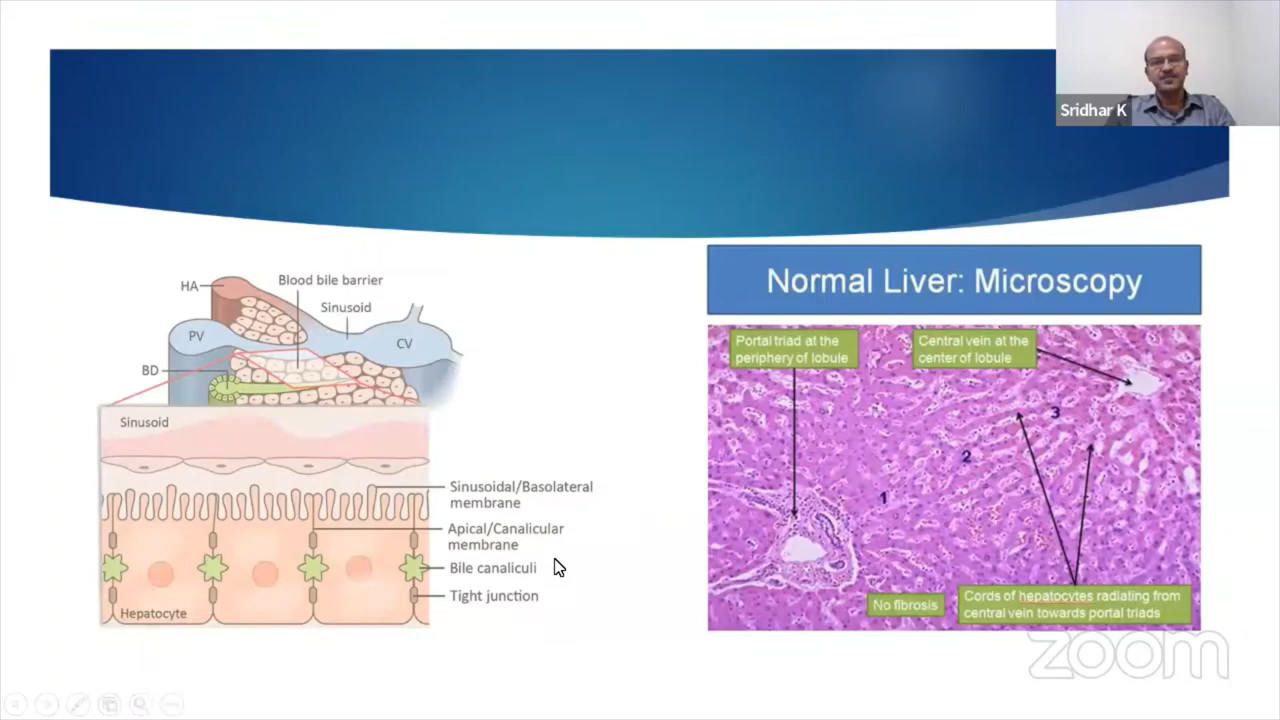 Sridhar K
HA
Blood bile barrier
Sinusoid
PV
CV
BD
Sinusoid
Sinusoidal/Basolateral
membrane
Apical/Canalicular
membrane
Bile canaliculi
Tight junction
Hepatocyte
Normal Liver: Microscopy
Portal triad at the
periphery of lobule
Central vein at the
center of lobule
3
2
1
No fibrosis
Cords of hepatocytes radiating from
central vein towards portal triads
zoom